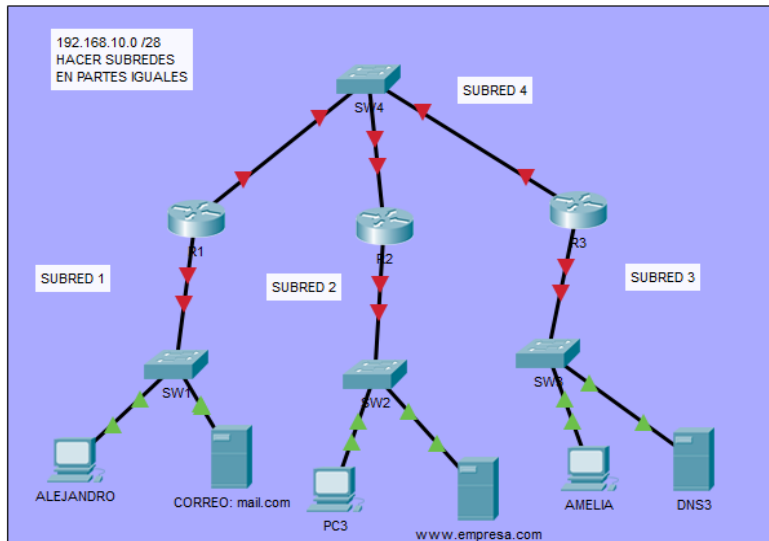 192.168.10.0 /28
HACER SUBREDES
EN PARTES IGUALES
SUBRED 4
SW4
R1
R2
R3
SUBRED 1
SUBRED 2
SUBRED 3
SW1
SW2
SW3
ALEJANDRO
CORREO: mail.com
PC3
www.empresa.com
AMELIA
DNS3